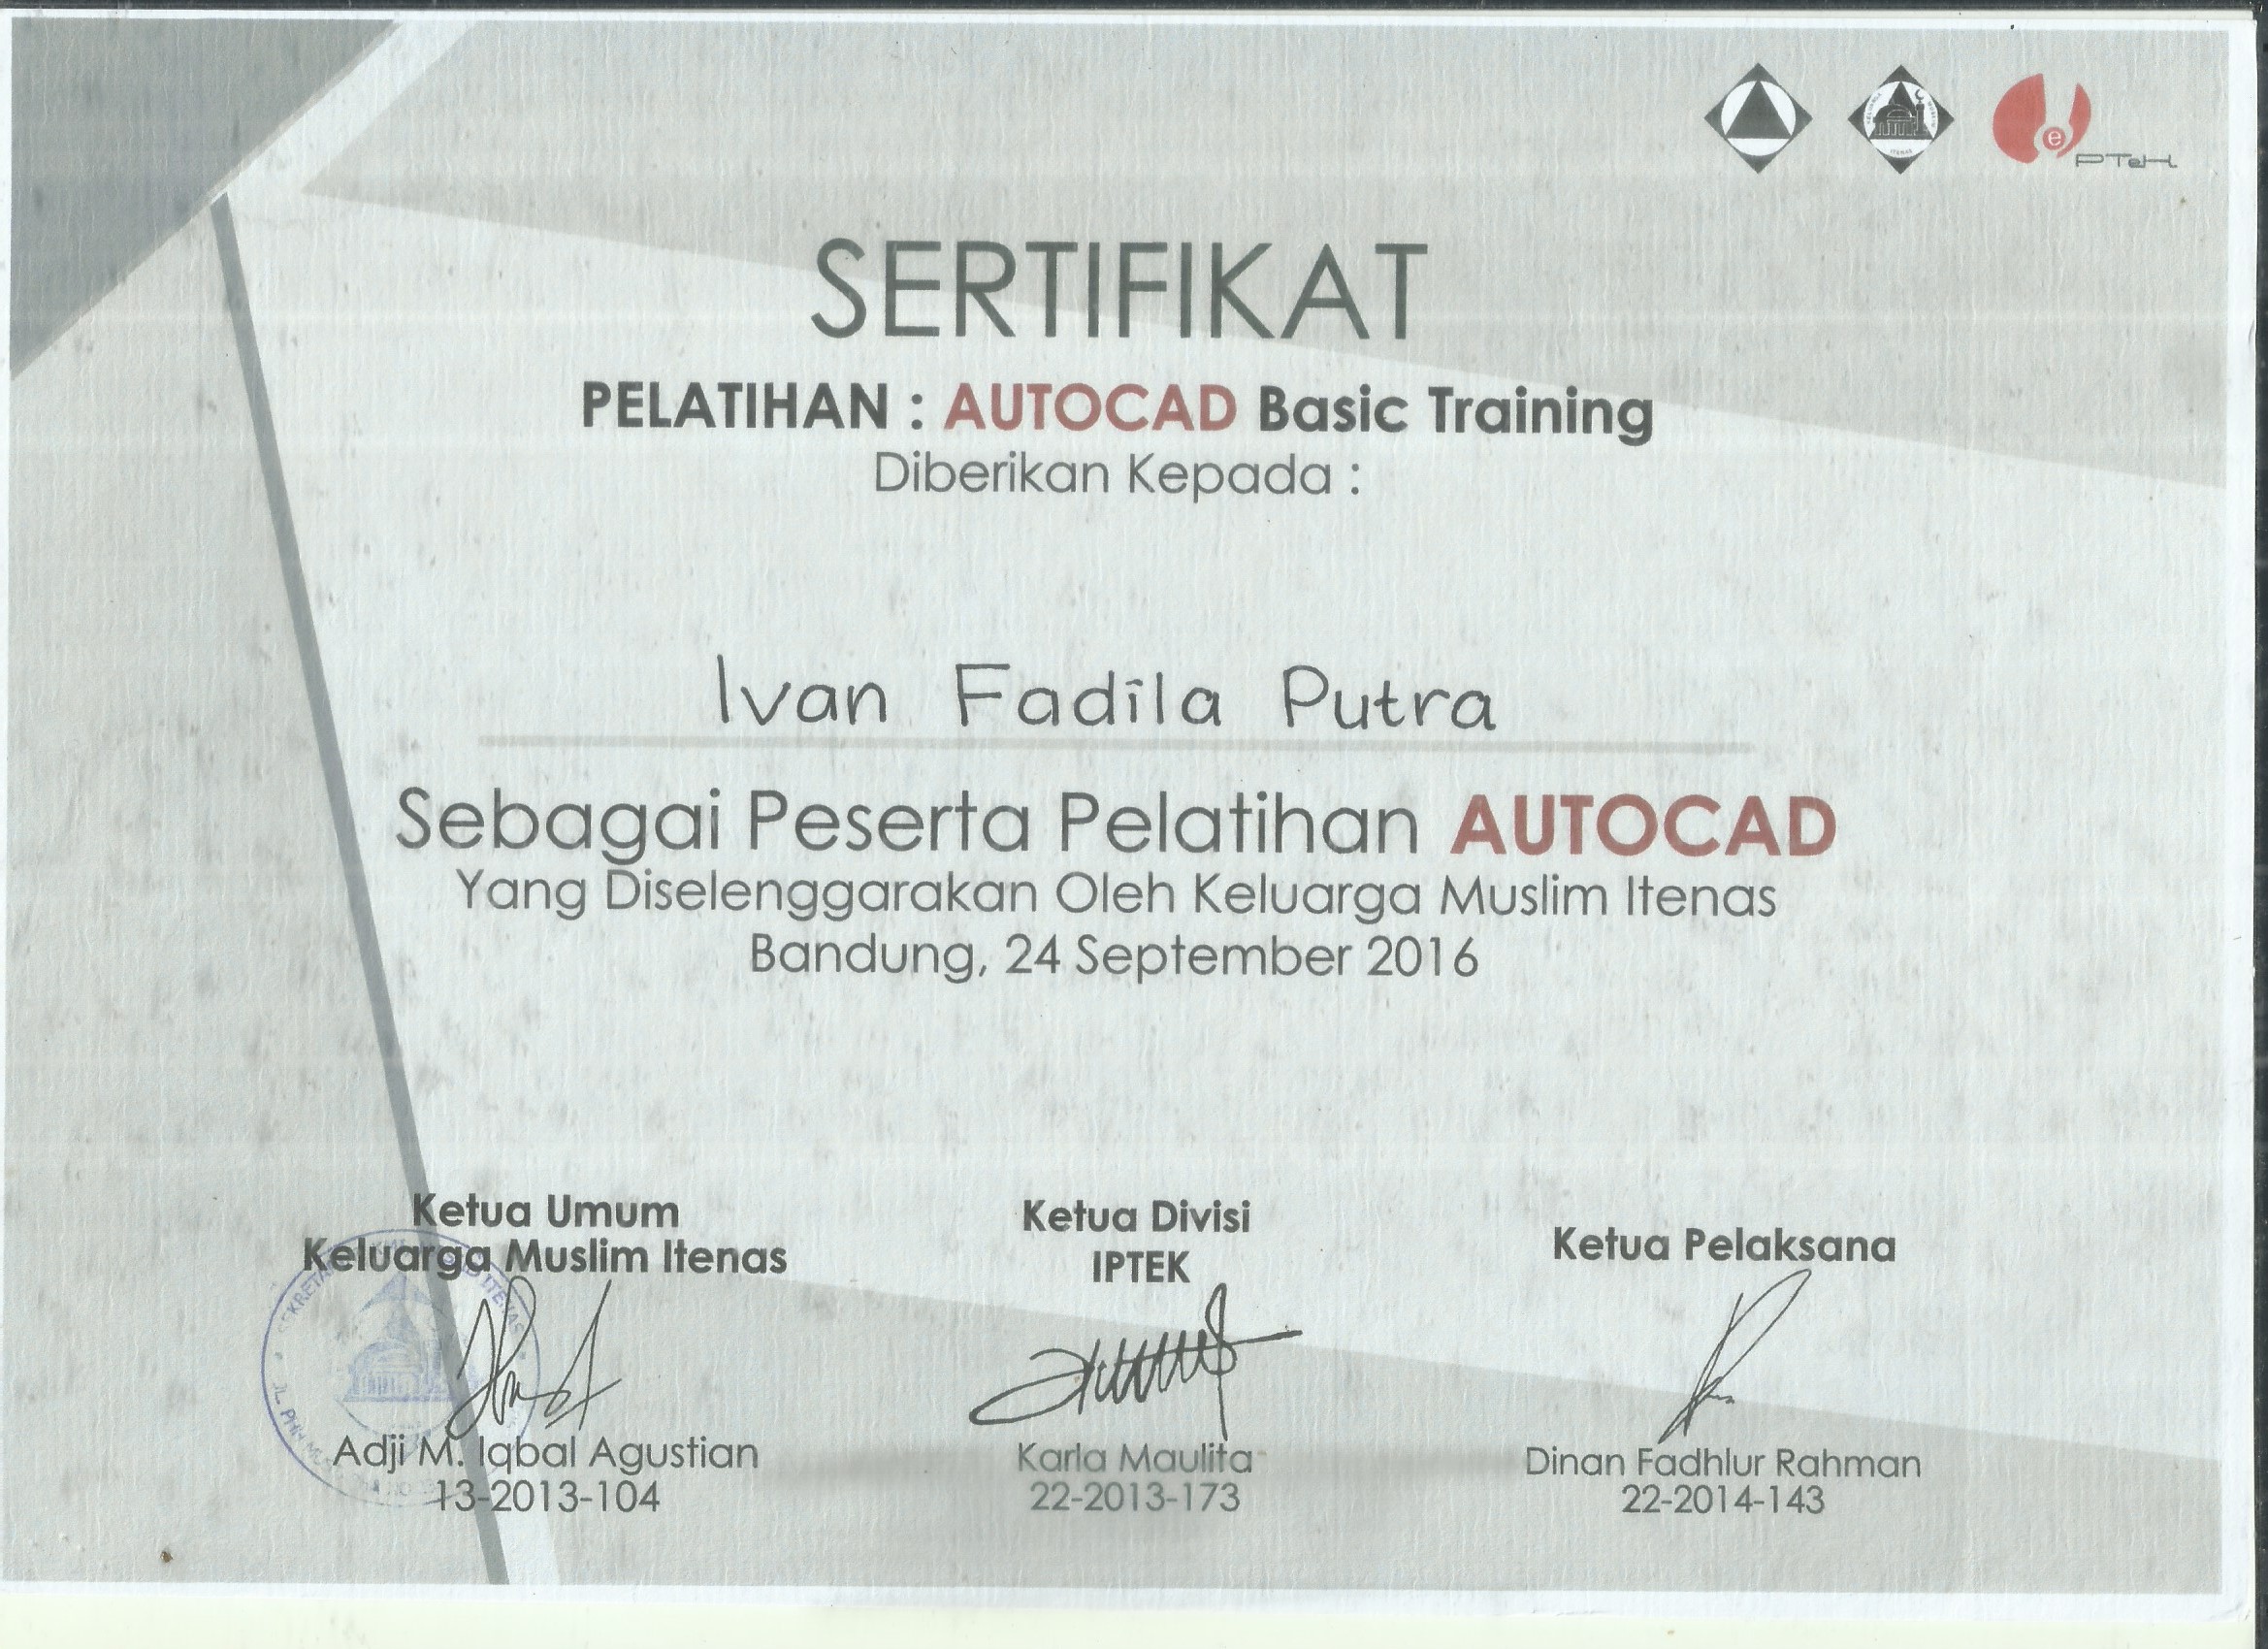 e
PTeH
SERTIFIKAT
PELATIHAN : AUTOCAD Basic Training
Diberikan Kepada :
Ivan Fadila Putra
Sebagai Peserta Pelatihan AUTOCAD
Yang Diselenggarakan Oleh Keluarga Muslim Itenas
Bandung, 24 September 2016
Ketua Umum
Keluarga Muslim Itenas
Adji M. Iqbal Agustian
13-2013-104
Ketua Divisi
IPTEK
Karla Maulita
22-2013-173
Ketua Pelaksana
Dinan Fadhlur Rahman
22-2014-143